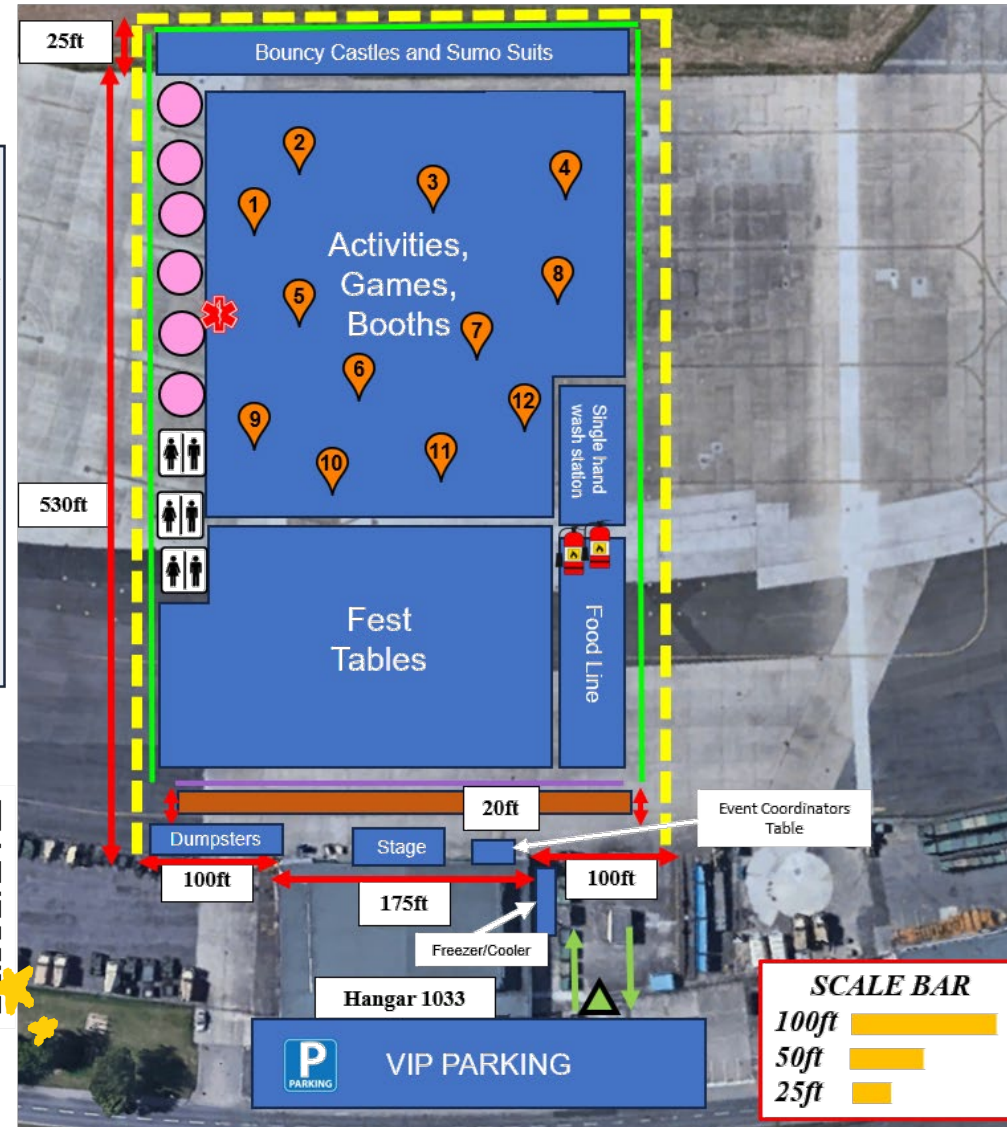 25ft
Bouncy Castles and Sumo Suits
2
3
4
1
Activities,
Games,
Booths
8
5
7
6
12
9
10
11
Single hand
wash station
530ft
Fest
Tables
Food Line
20ft
Event Coordinators
Table
Dumpsters
Stage
100ft
175ft
100ft
Freezer/Cooler
Hangar 1033
P
PARKING
VIP PARKING
SCALE BAR
100ft
50ft
25ft